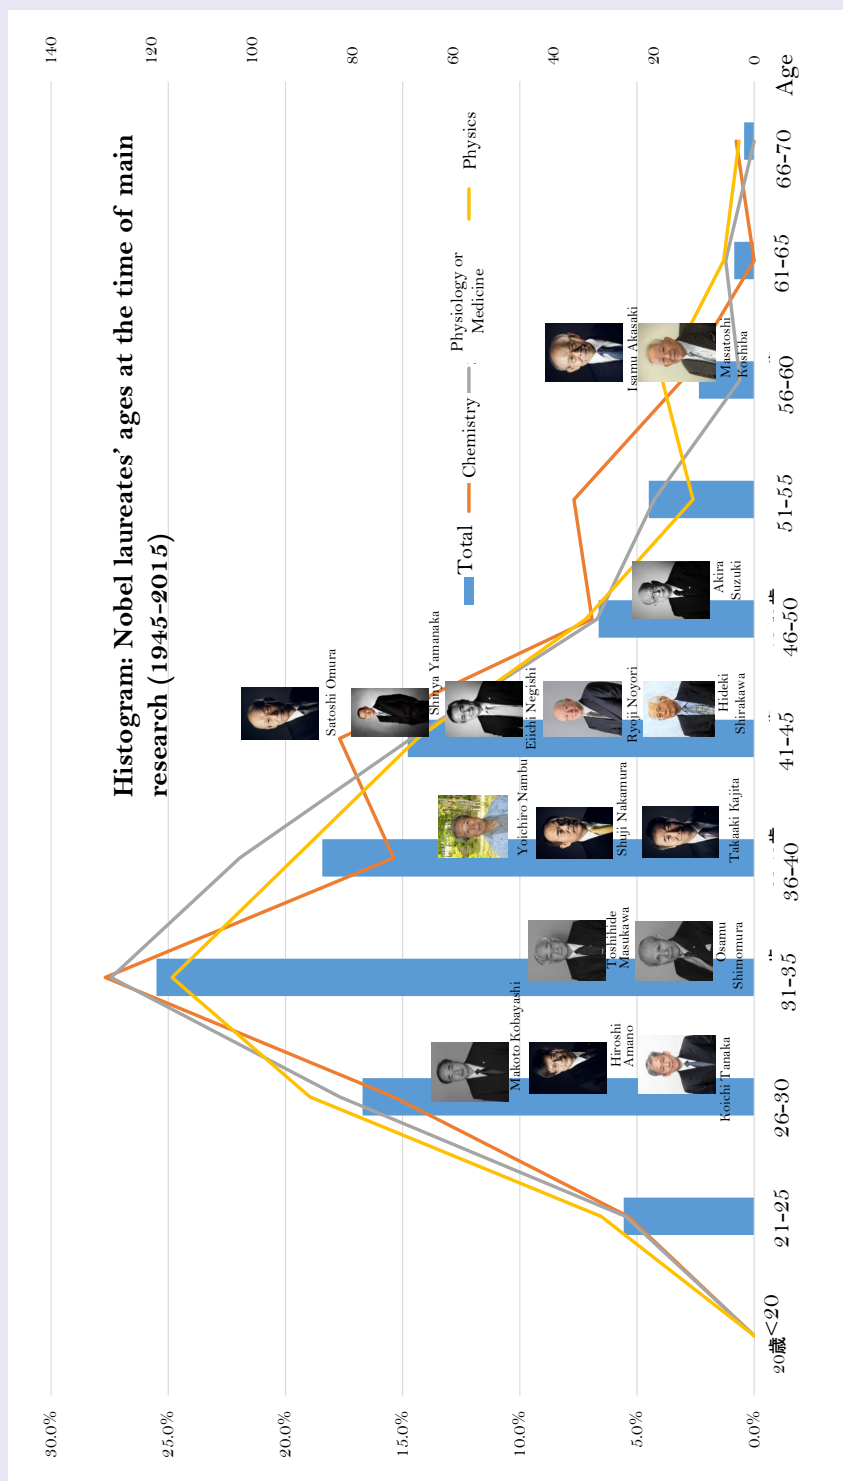 Histogram: Nobel laureates' ages at the time of main
research (1945-2015)
Total
Chemistry
Physiology or
Medicine
Physics
30.0%
25.0%
20.0%
15.0%
10.0%
5.0%
0.0%
140
120
100
80
60
40
20
0
Makoto Kobayashi
Hiroshi
Amano
Koichi Tanaka
Toshihide
Masukawa
Osamu
Shimomura
Yoichiro Nambu
Shuji Nakamura
Takaaki Kajita
Satoshi Omura
Shinya Yamanaka
Eiichi Negishi
Ryoji Noyori
Hideki
Shirakawa
Akira
Suzuki
Isamu Akasaki
Masatoshi
Koshiba
20歳<20
21-25
26-30
31-35
36-40
41-45
46-50
51-55
56-60
61-65
66-70
Age